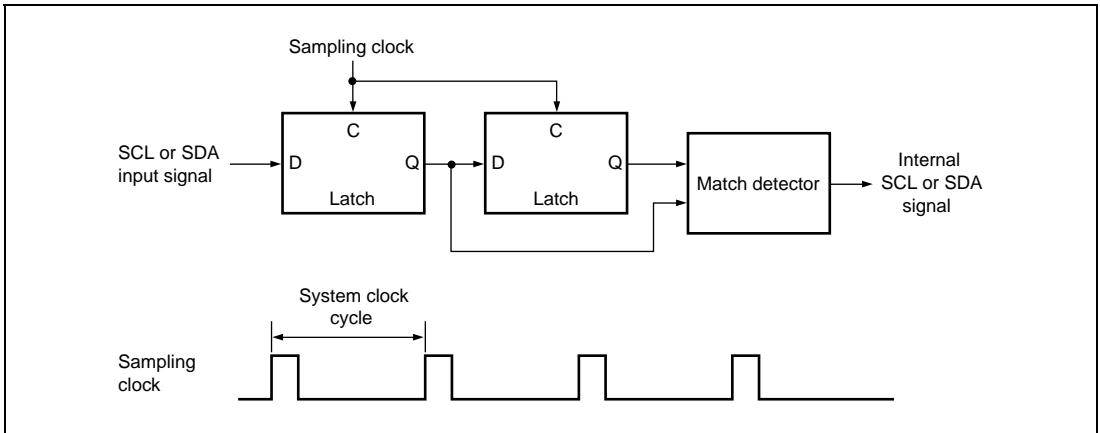 Sampling clock
SCL or SDA
input signal
C
D
Q
Latch
C
D
Q
Latch
Match detector
Internal
SCL or SDA
signal
System clock
cycle
Sampling
clock